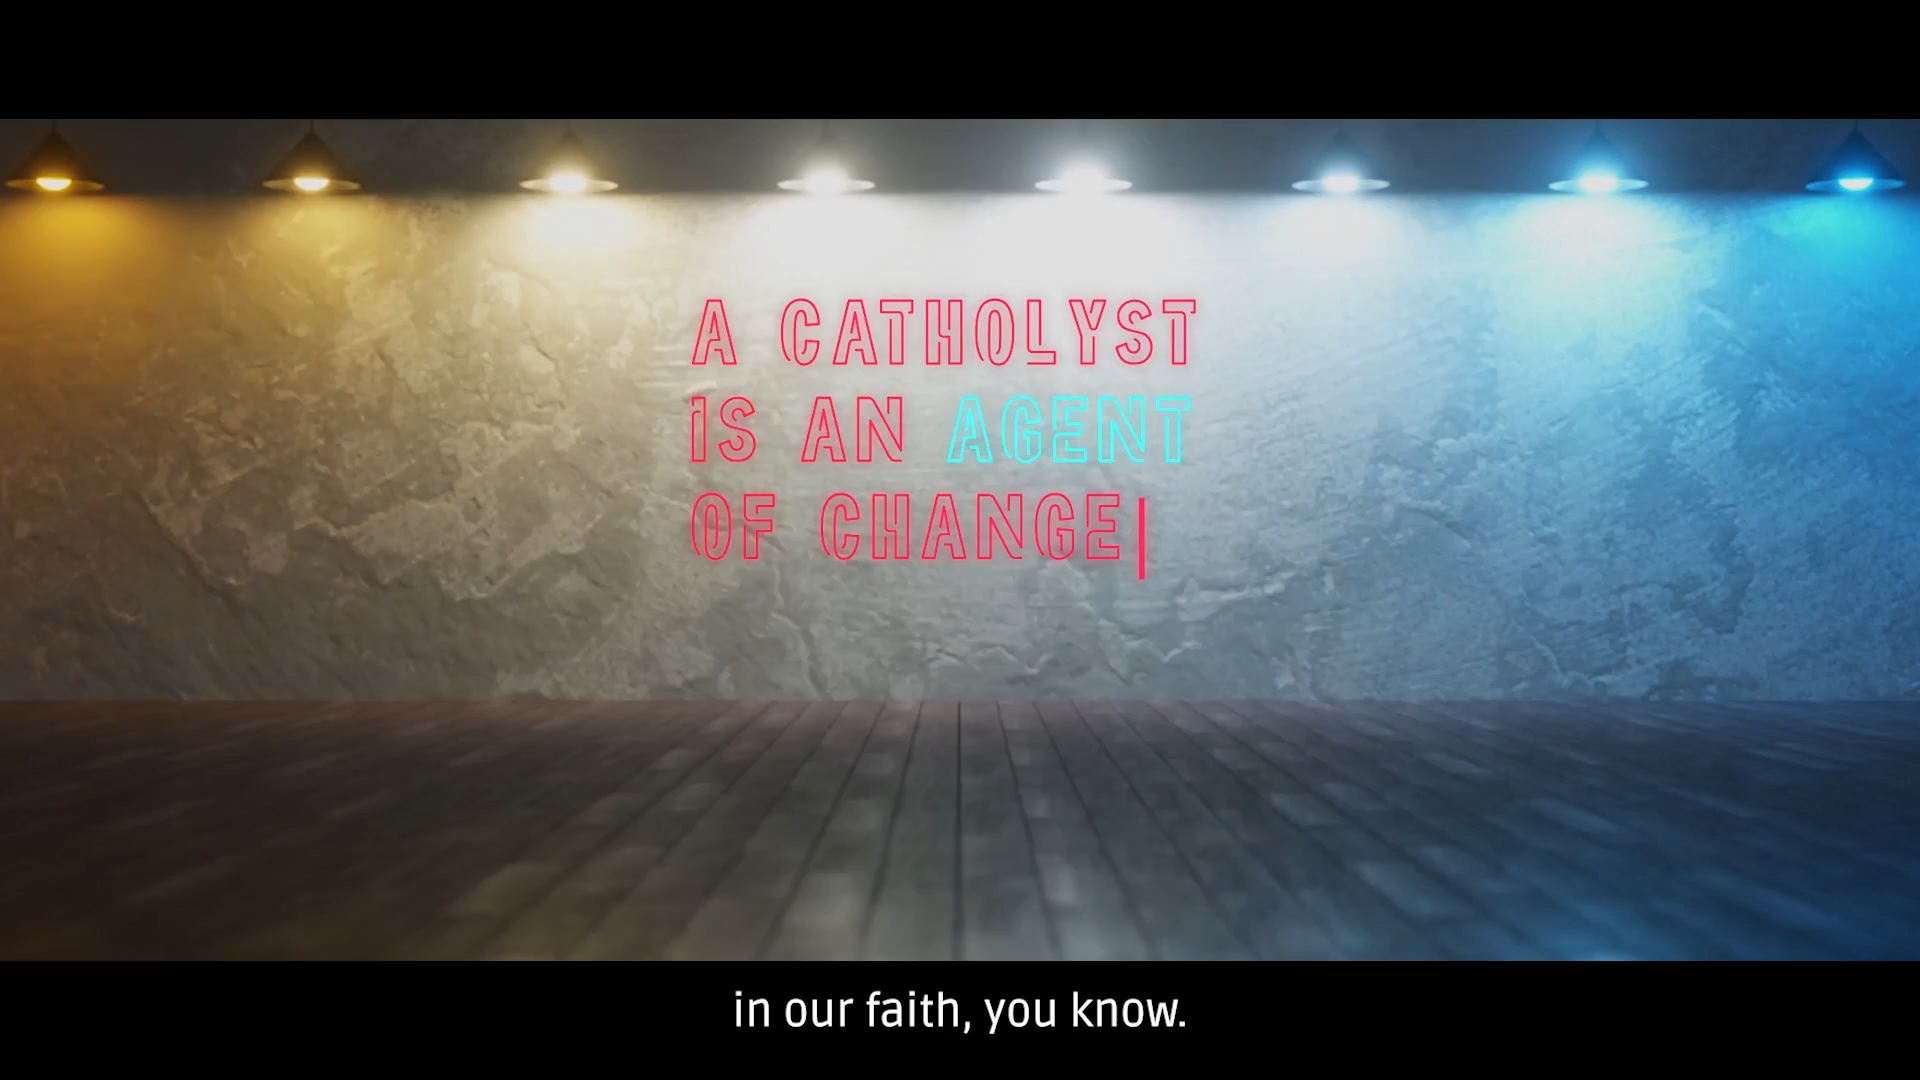 A CATHOLYST
IS AN AGENT
OF CHANGE|
in our faith, you know.